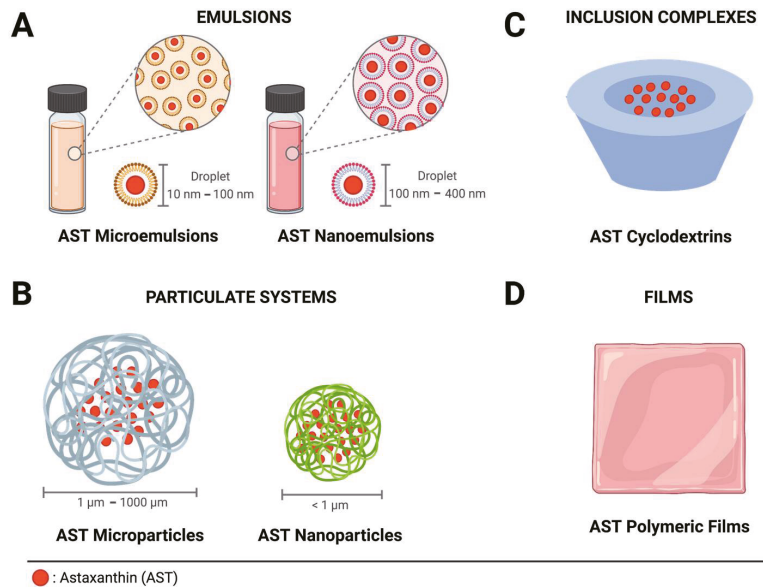 A
EMULSIONS
Droplet
10 nm – 100 nm
Droplet
100 nm – 400 nm
AST Microemulsions
AST Nanoemulsions
C
INCLUSION COMPLEXES
AST Cyclodextrins
B
PARTICULATE SYSTEMS
1 µm – 1000 µm
< 1 µm
AST Microparticles
AST Nanoparticles
D
FILMS
AST Polymeric Films
: Astaxanthin (AST)